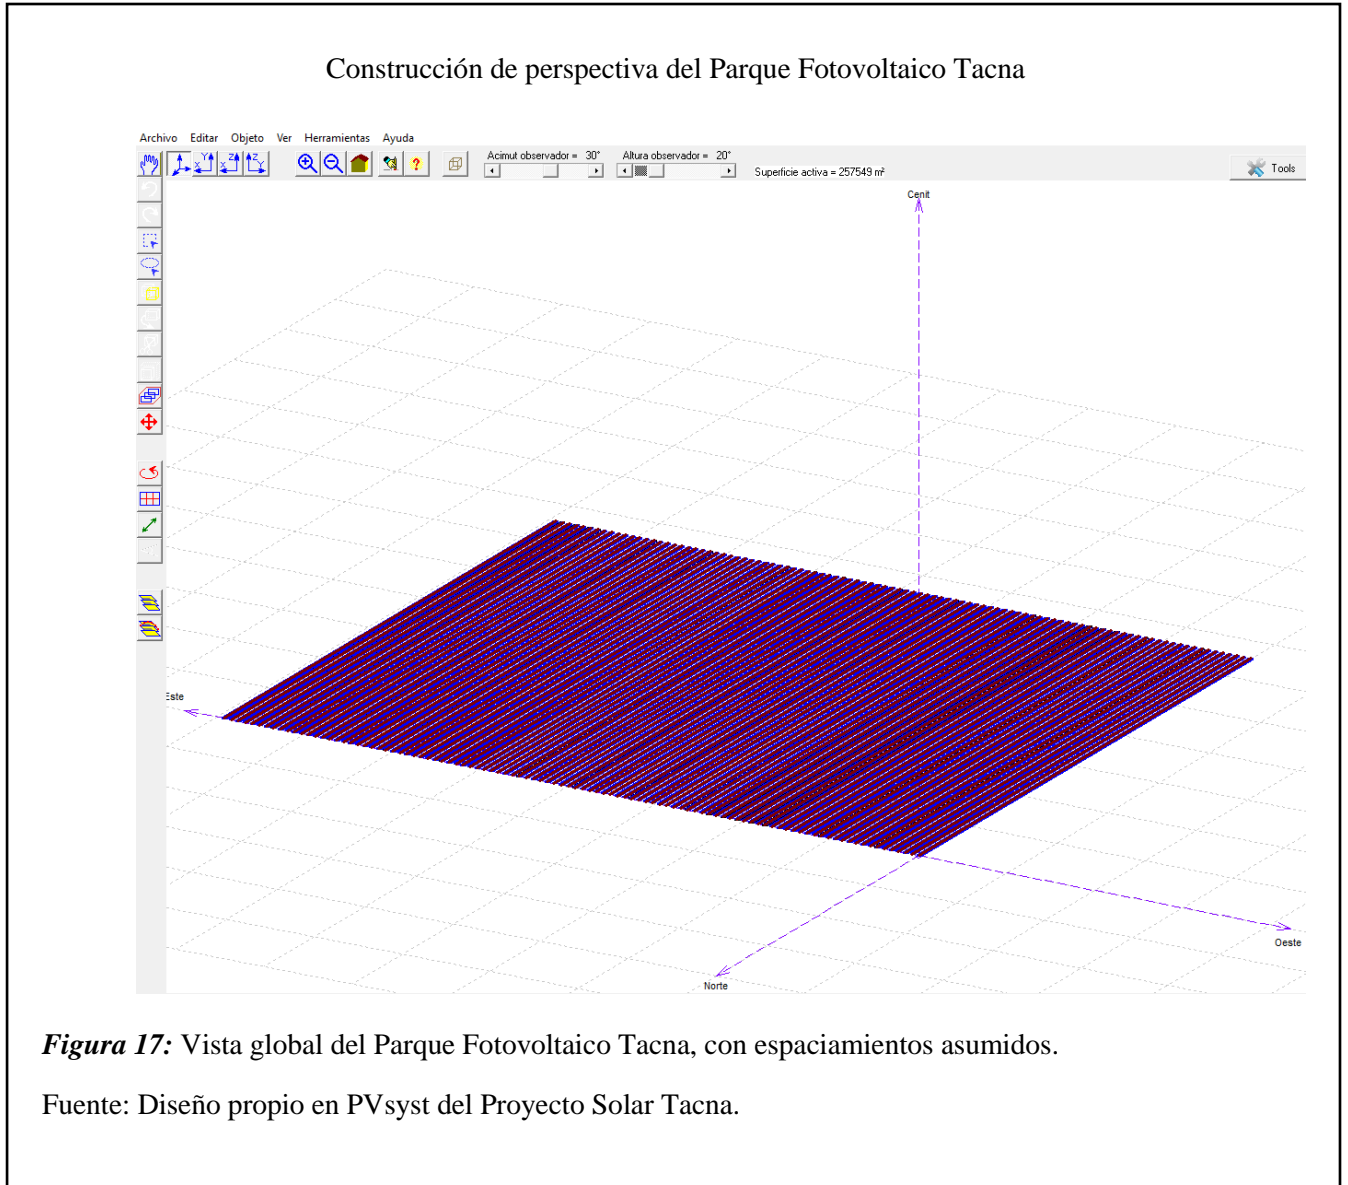 Construcción de perspectiva del Parque Fotovoltaico Tacna
Archivo Editar Objeto Ver Herramientas Ayuda
Acimut observador = 30° Altura observador = 20°
Superficie activa = 257549 m²
Tools
Cenit
Este
Oeste
Norte
Figura 17: Vista global del Parque Fotovoltaico Tacna, con espaciamientos asumidos.
Fuente: Diseño propio en PVsyst del Proyecto Solar Tacna.